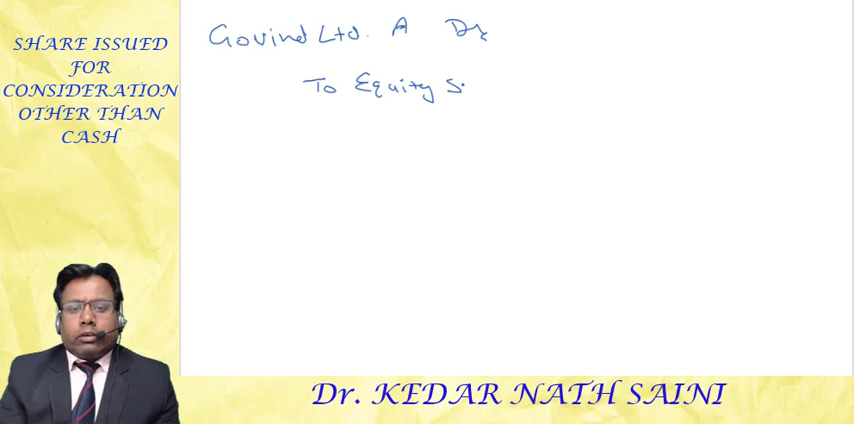 SHARE ISSUED
FOR
CONSIDERATION
OTHER THAN
CASH
Govind Ltd. A Dr
To Equity S.
Dr. KEDAR NATH SAINI